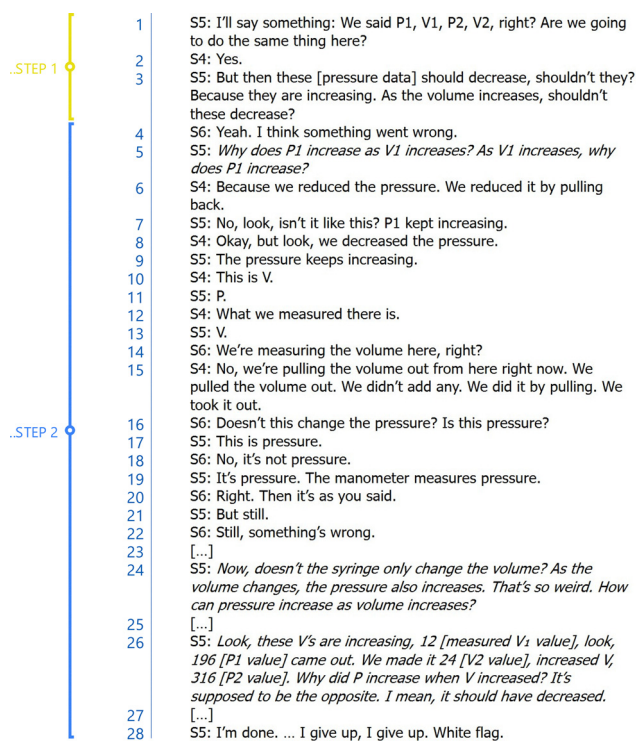 1 S5: I'll say something: We said P1, V1, P2, V2, right? Are we going
to do the same thing here?
2 S4: Yes.
..STEP 1
3 S5: But then these [pressure data] should decrease, shouldn't they?
Because they are increasing. As the volume increases, shouldn't
these decrease?
4 S6: Yeah. I think something went wrong.
5 S5: Why does P1 increase as V1 increases? As V1 increases, why
does P1 increase?
6 S4: Because we reduced the pressure. We reduced it by pulling
back.
7 S5: No, look, isn't it like this? P1 kept increasing.
8 S4: Okay, but look, we decreased the pressure.
9 S5: The pressure keeps increasing.
10 S4: This is V.
11 S5: P.
12 S4: What we measured there is.
13 S5: V.
14 S6: We're measuring the volume here, right?
15 S4: No, we're pulling the volume out from here right now. We
pulled the volume out. We didn't add any. We did it by pulling. We
took it out.
16 S6: Doesn't this change the pressure? Is this pressure?
..STEP 2
17 S5: This is pressure.
18 S6: No, it's not pressure.
19 S5: It's pressure. The manometer measures pressure.
20 S6: Right. Then it's as you said.
21 S5: But still.
22 S6: Still, something's wrong.
23 [...]
24 S5: Now, doesn't the syringe only change the volume? As the
volume changes, the pressure also increases. That's so weird. How
can pressure increase as volume increases?
25 [...]
26 S5: Look, these V's are increasing, 12 [measured V₁ value], look,
196 [P1 value] came out. We made it 24 [V2 value], increased V,
316 [P2 value]. Why did P increase when V increased? It's
supposed to be the opposite. I mean, it should have decreased.
27 [...]
28 S5: I'm done. ... I give up, I give up. White flag.